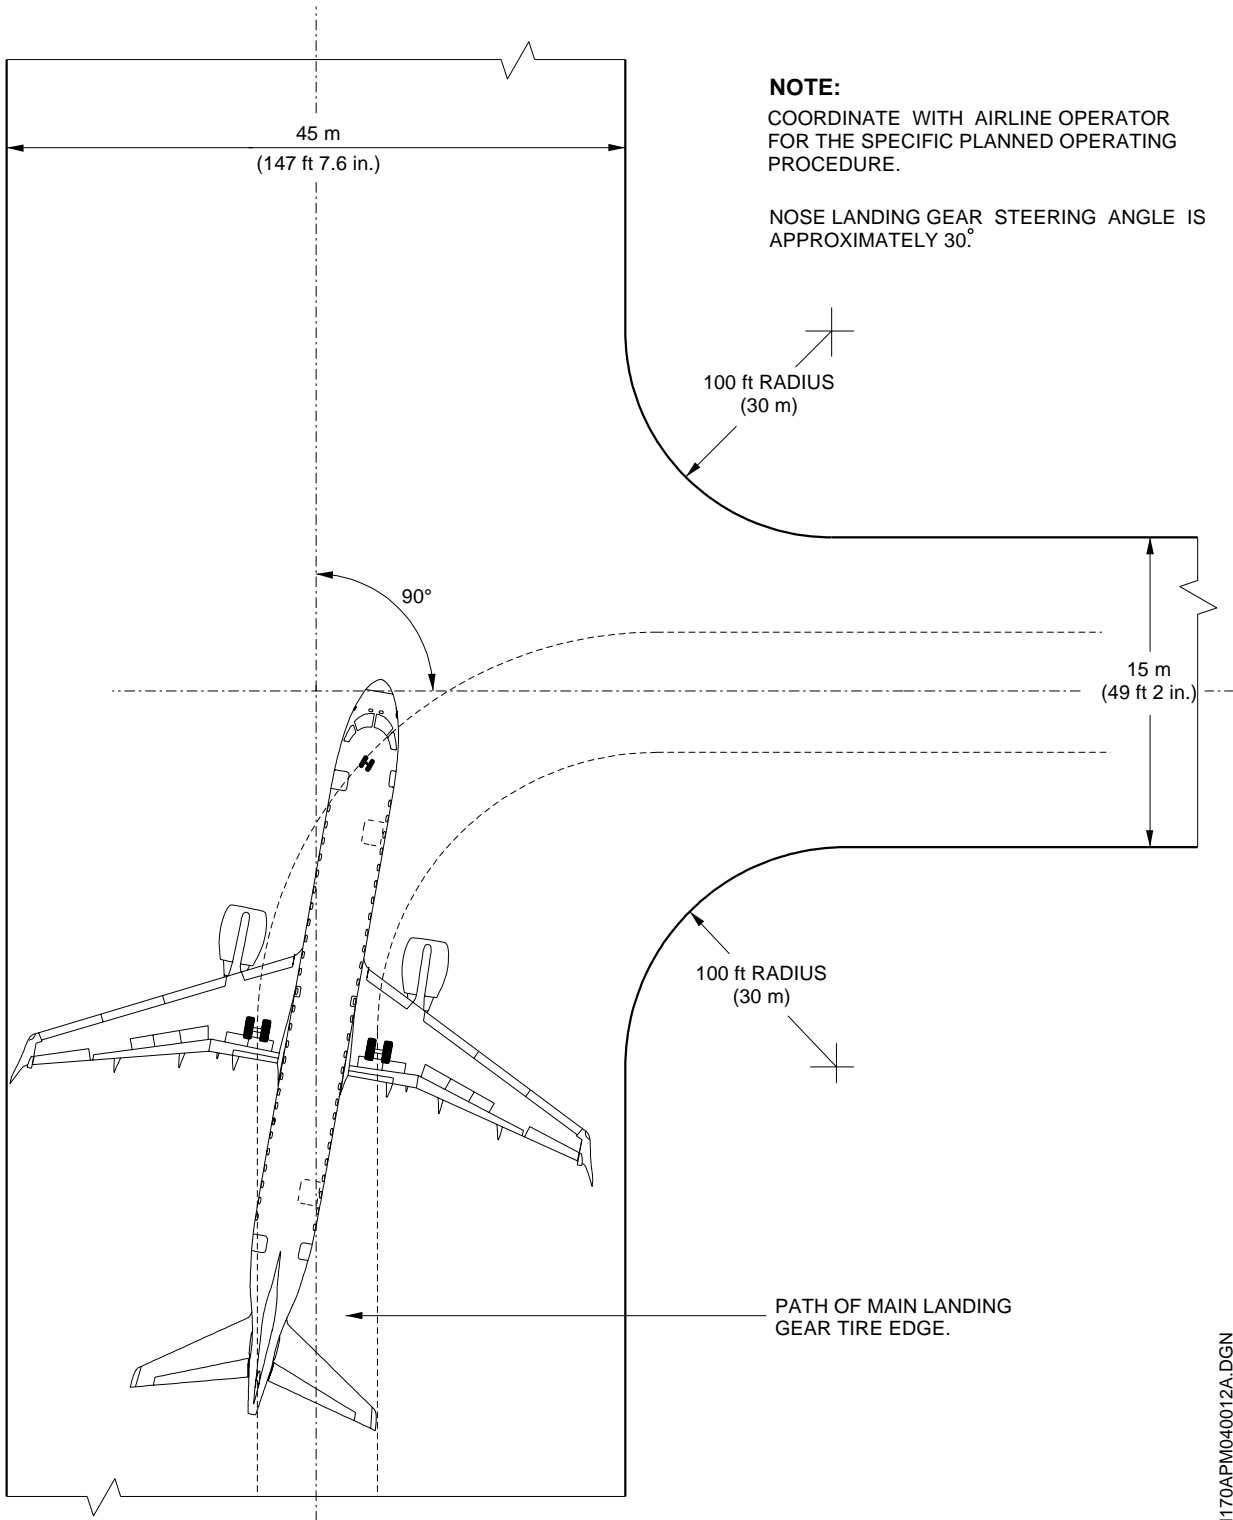 45 m
(147 ft 7.6 in.)
NOTE:
COORDINATE WITH AIRLINE OPERATOR
FOR THE SPECIFIC PLANNED OPERATING
PROCEDURE.
NOSE LANDING GEAR STEERING ANGLE IS
APPROXIMATELY 30°.
100 ft RADIUS
(30 m)
90°
15 m
(49 ft 2 in.)
100 ft RADIUS
(30 m)
PATH OF MAIN LANDING
GEAR TIRE EDGE.
170APM040012A.DGN